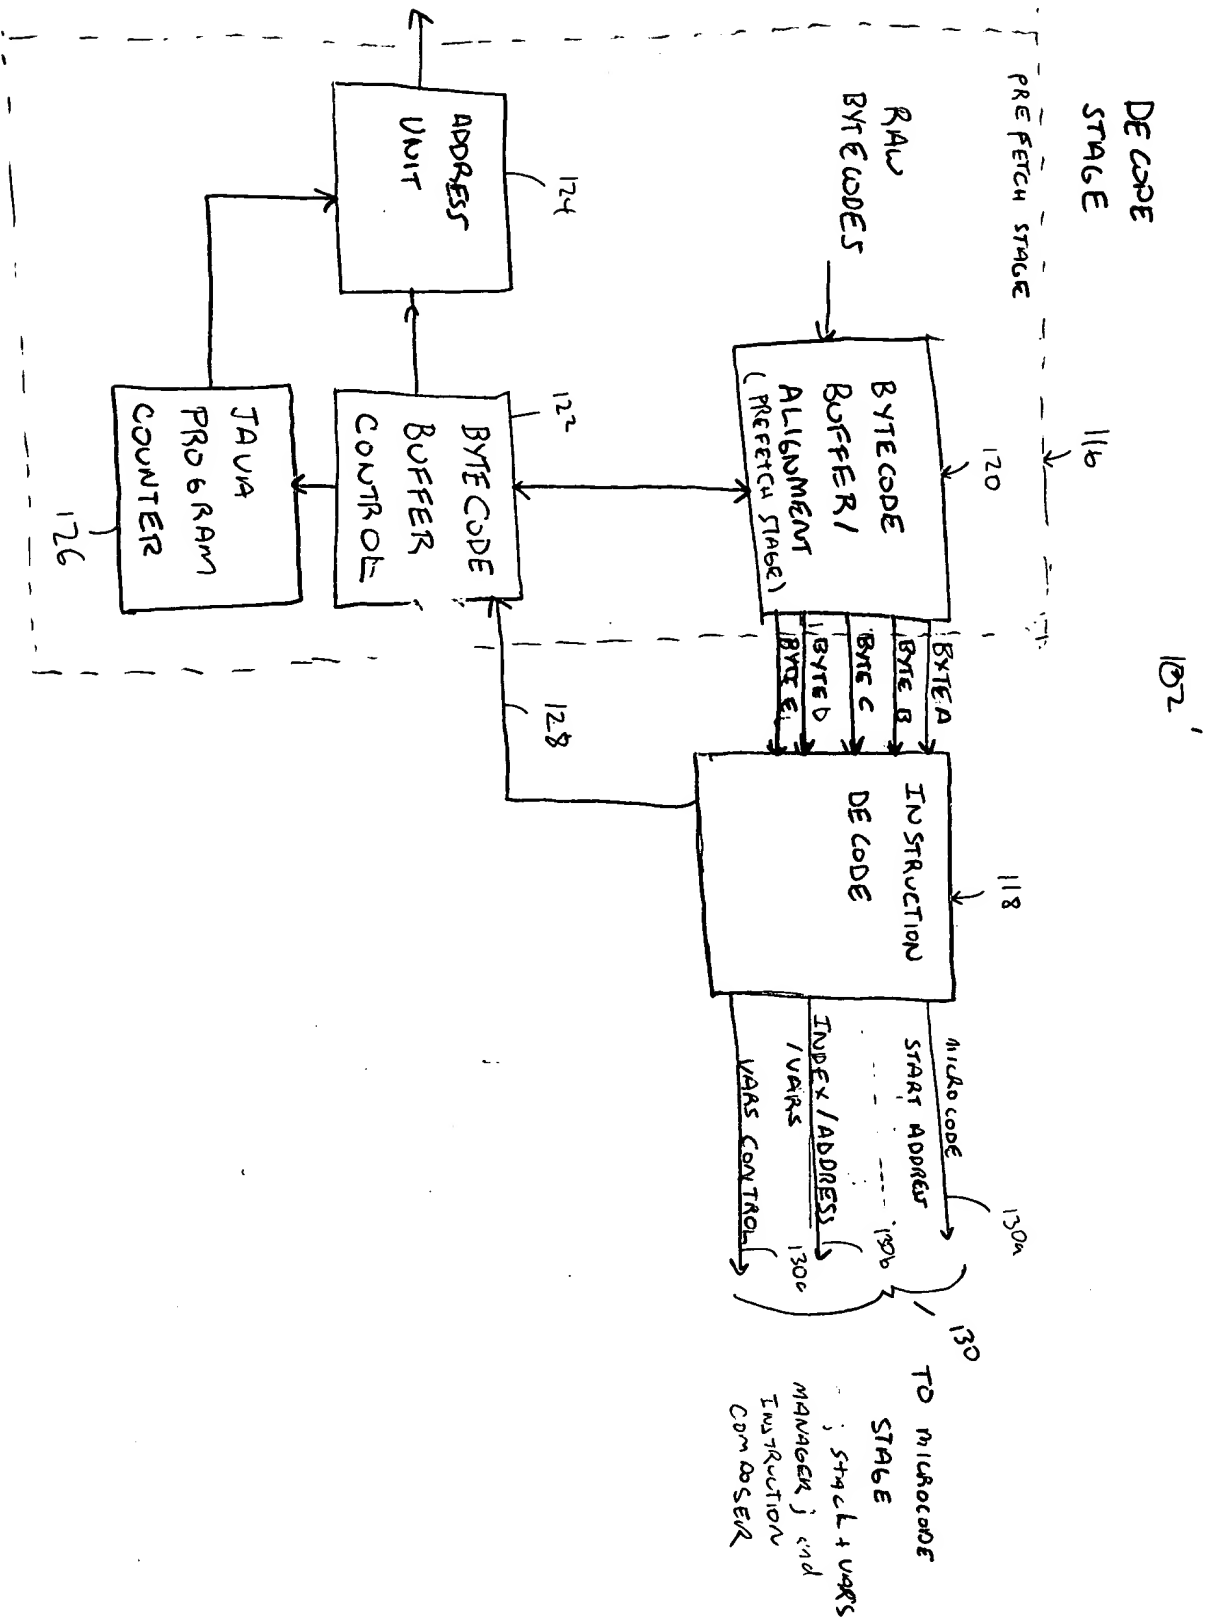 DECODE
STAGE
102'
PREFETCH STAGE
116
RAW
BYTECODES
120
BYTECODE
BUFFER/
ALIGNMENT
(PREFETCH STAGE)
BYTE A
BYTE B
BYTE C
BYTE D
BYTE E
118
INSTRUCTION
DECODE
MICROCODE
START ADDRESS
130a
INDEX/ADDRESS
/VARS
130b
VARS CONTROL
130c
130
TO MICROCODE
STAGE
; STACK + VARS
MANAGER; and
INSTRUCTION
COMPOSER
124
ADDRESS
UNIT
122
BYTECODE
BUFFER
CONTROL
128
JAVA
PROGRAM
COUNTER
126